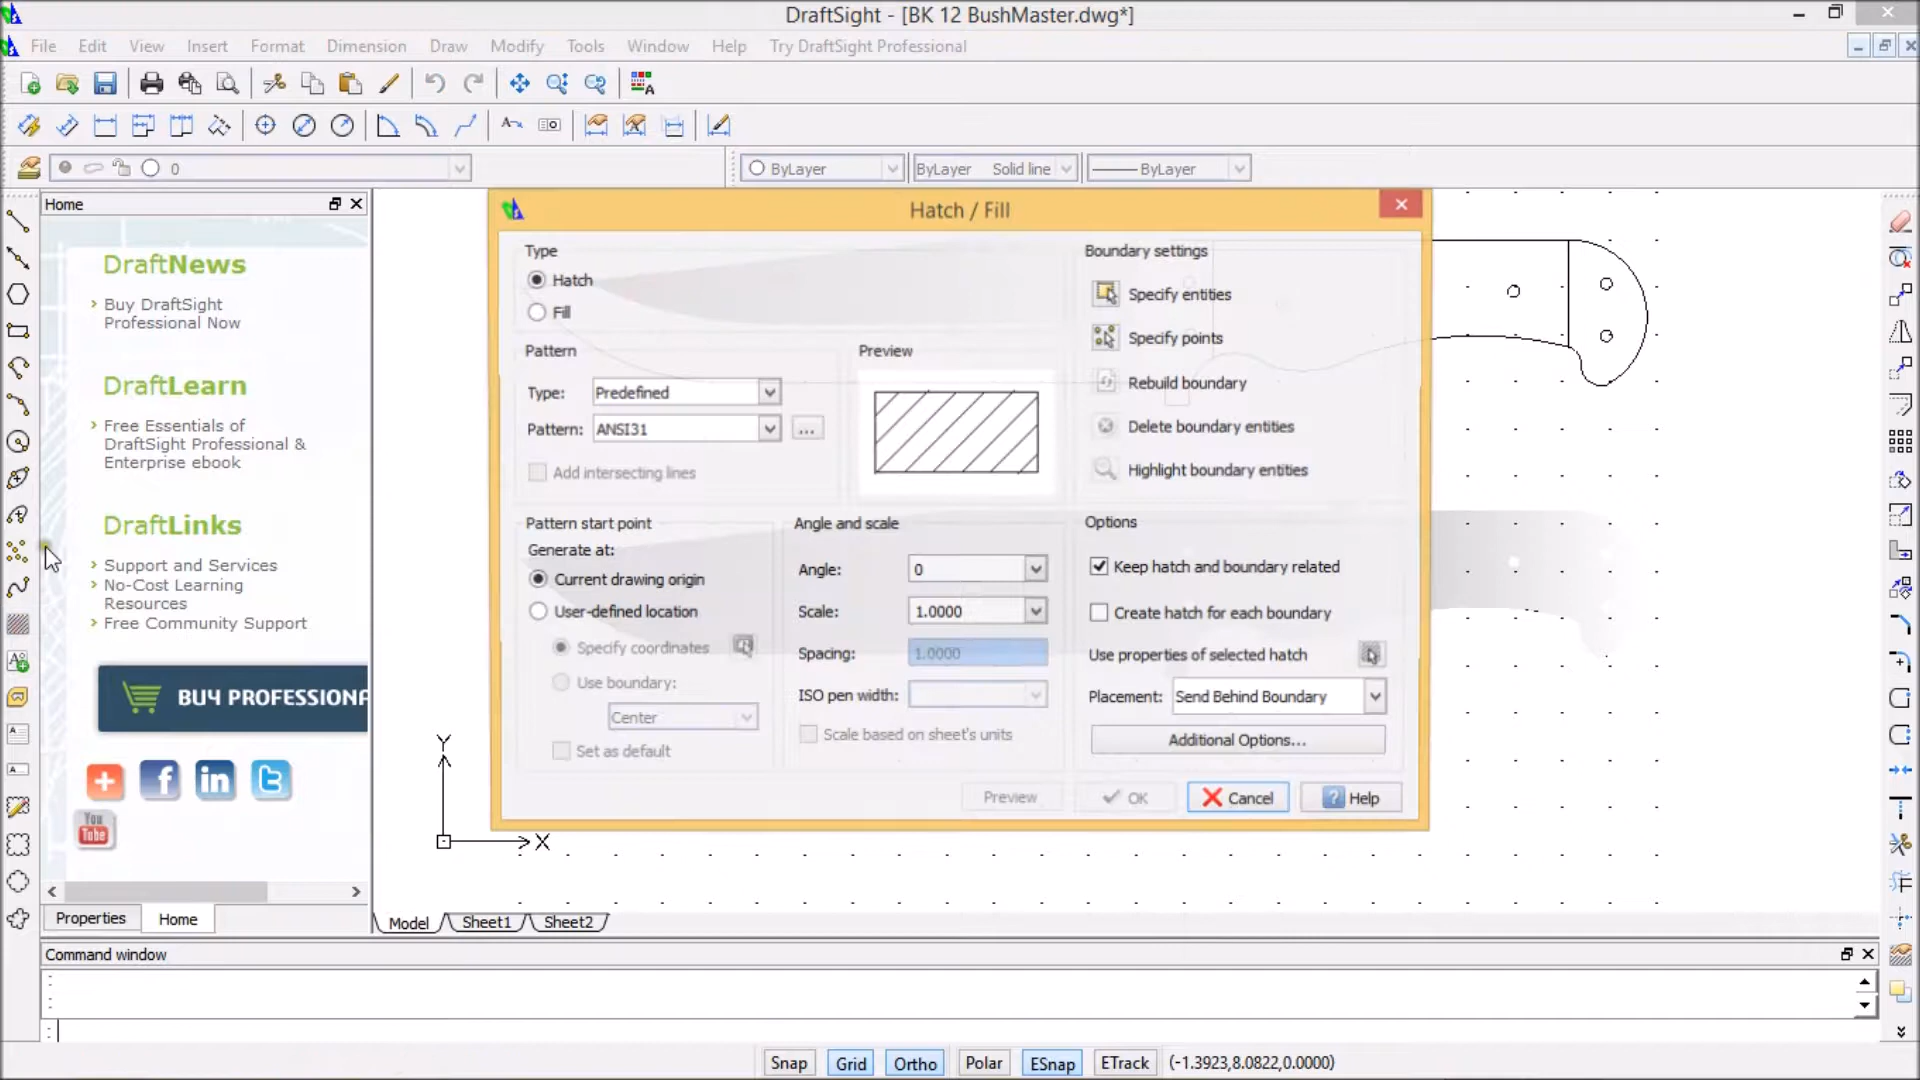 DraftSight - [BK 12 BushMaster.dwg*]
File Edit View Insert Format Dimension Draw Modify Tools Window Help Try DraftSight Professional
0
ByLayer ByLayer Solid line ByLayer
Home
DraftNews
Buy DraftSight
Professional Now
DraftLearn
Free Essentials of
DraftSight Professional &
Enterprise ebook
DraftLinks
Support and Services
No-Cost Learning
Resources
Free Community Support
BUY PROFESSIONA
You
Tube
Properties Home
Hatch / Fill
Type
Hatch
Fill
Pattern
Type: Predefined
Pattern: ANSI31 ...
Add intersecting lines
Preview
Boundary settings
Specify entities
Specify points
Rebuild boundary
Delete boundary entities
Highlight boundary entities
Pattern start point
Generate at:
Current drawing origin
User-defined location
Specify coordinates
Use boundary:
Center
Set as default
Angle and scale
Angle: 0
Scale: 1.0000
Spacing: 1.0000
ISO pen width:
Scale based on sheet's units
Options
Keep hatch and boundary related
Create hatch for each boundary
Use properties of selected hatch
Placement: Send Behind Boundary
Additional Options...
Preview OK Cancel Help
Y
X
Model Sheet1 Sheet2
Command window
:
:
:
Snap Grid Ortho Polar ESnap ETrack (-1.3923,8.0822,0.0000)